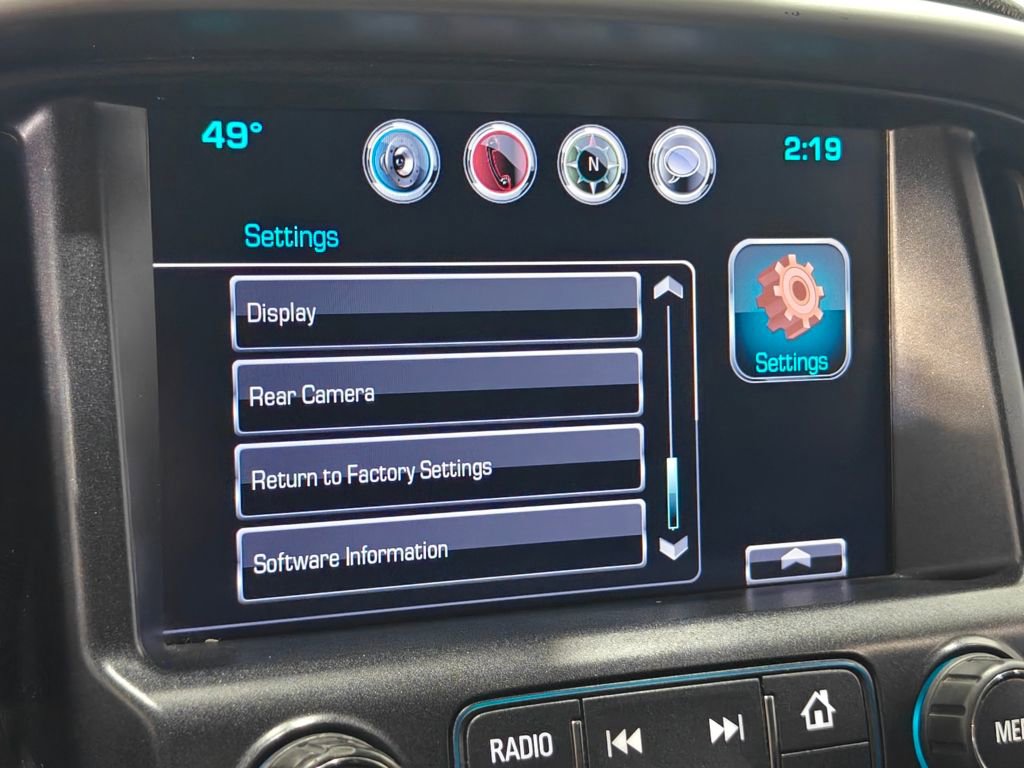 49°
N
2:19
Settings
Display
Rear Camera
Return to Factory Settings
Software Information
Settings
RADIO